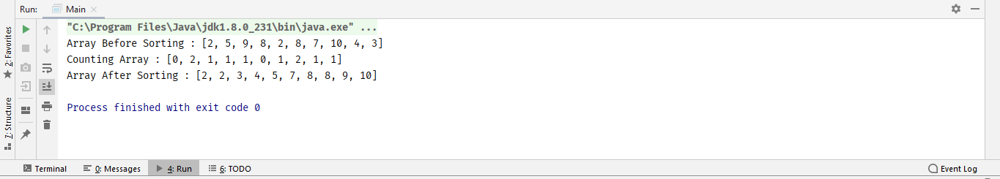 Run: Main ×
"C:\Program Files\Java\jdk1.8.0_231\bin\java.exe" ...
Array Before Sorting : [2, 5, 9, 8, 2, 8, 7, 10, 4, 3]
Counting Array : [0, 2, 1, 1, 1, 0, 1, 2, 1, 1]
Array After Sorting : [2, 2, 3, 4, 5, 7, 8, 8, 9, 10]
Process finished with exit code 0
2: Favorites
7: Structure
Terminal 0: Messages 4: Run 6: TODO Event Log